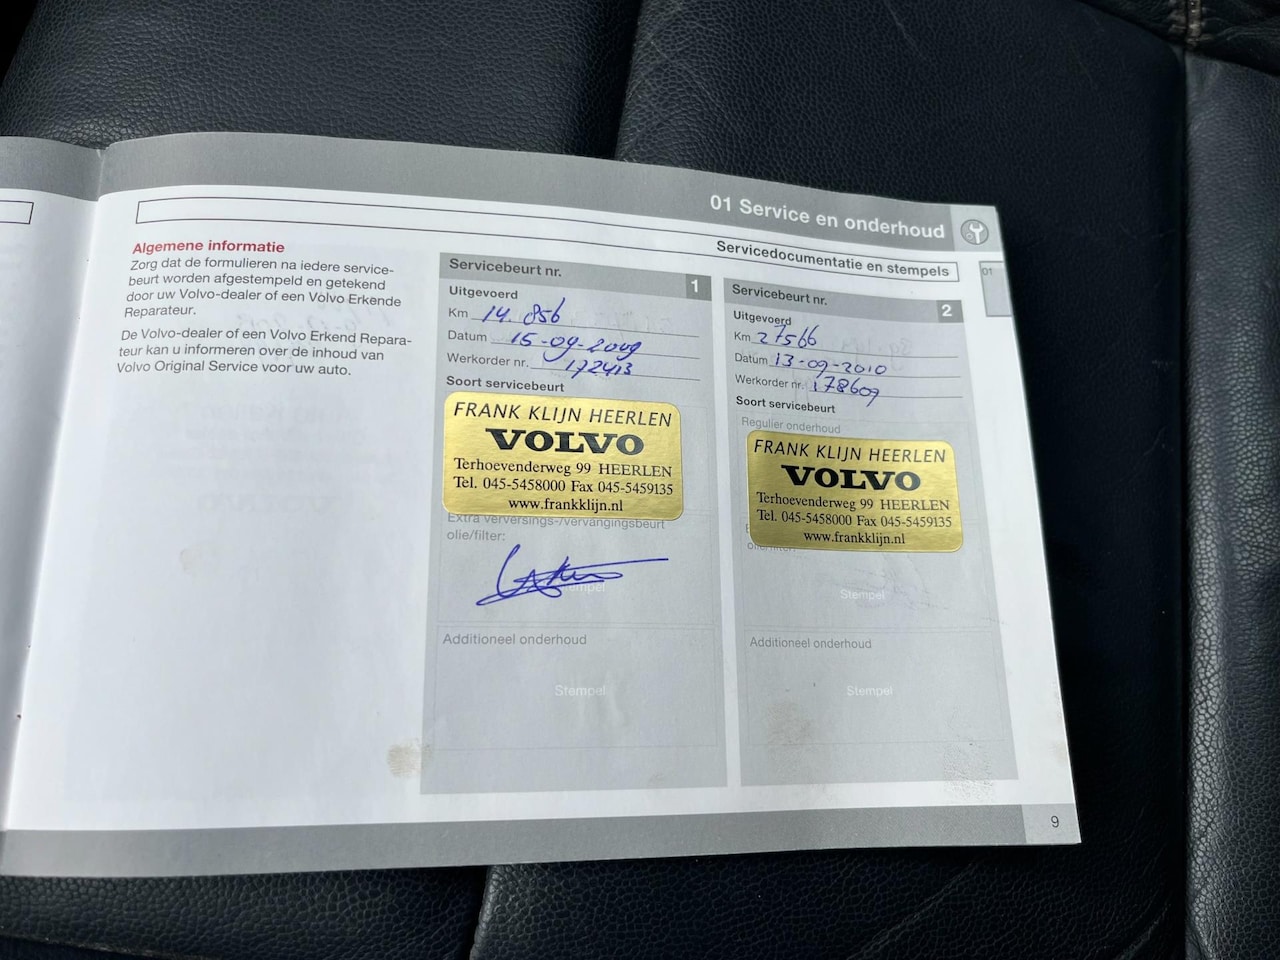 01 Service en onderhoud
01
Servicedocumentatie en stempels
Algemene informatie
Zorg dat de formulieren na iedere service-
beurt worden afgestempeld en getekend
door uw Volvo-dealer of een Volvo Erkende
Reparateur.
De Volvo-dealer of een Volvo Erkend Repara-
teur kan u informeren over de inhoud van
Volvo Original Service voor uw auto.
Servicebeurt nr. 1
Uitgevoerd
Km 14.856
Datum 15-09-2009
Werkorder nr. 172413
Soort servicebeurt
FRANK KLIJN HEERLEN
VOLVO
Terhoevenderweg 99 HEERLEN
Tel. 045-5458000 Fax 045-5459135
www.frankklijn.nl
Extra verversings-/vervangingsbeurt
olie/filter:
Stempel
Additioneel onderhoud
Stempel
Servicebeurt nr. 2
Uitgevoerd
Km 27566
Datum 13-09-2010
Werkorder nr. 178609
Soort servicebeurt
Regulier onderhoud
FRANK KLIJN HEERLEN
VOLVO
Terhoevenderweg 99 HEERLEN
Tel. 045-5458000 Fax 045-5459135
www.frankklijn.nl
Stempel
Additioneel onderhoud
Stempel
9